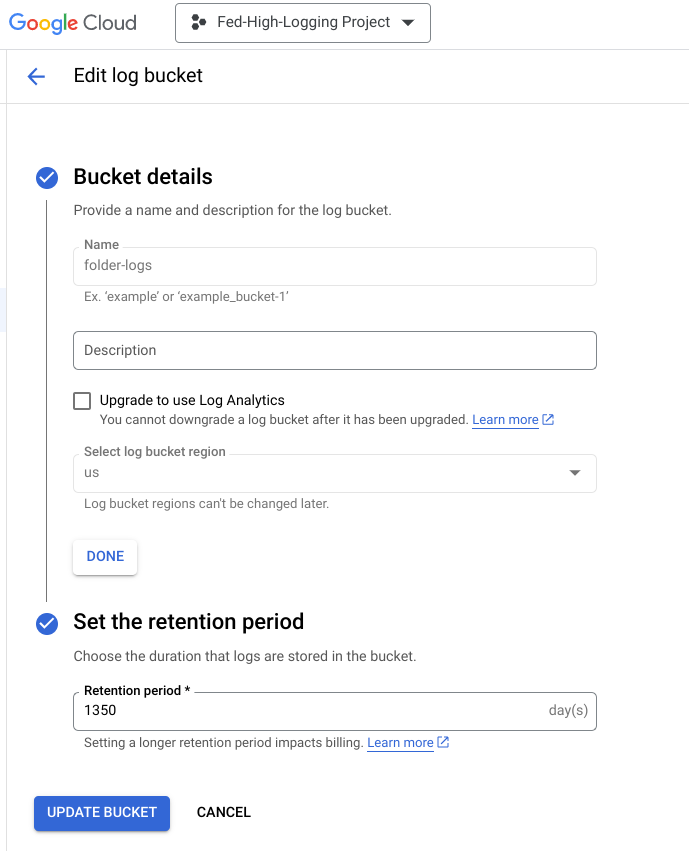 Google Cloud
Fed-High-Logging Project
Edit log bucket
Bucket details
Provide a name and description for the log bucket.
Name
folder-logs
Ex. ‘example’ or ‘example_bucket-1’
Description
Upgrade to use Log Analytics
You cannot downgrade a log bucket after it has been upgraded. Learn more
Select log bucket region
us
Log bucket regions can't be changed later.
DONE
Set the retention period
Choose the duration that logs are stored in the bucket.
Retention period *
1350 day(s)
Setting a longer retention period impacts billing. Learn more
UPDATE BUCKET CANCEL